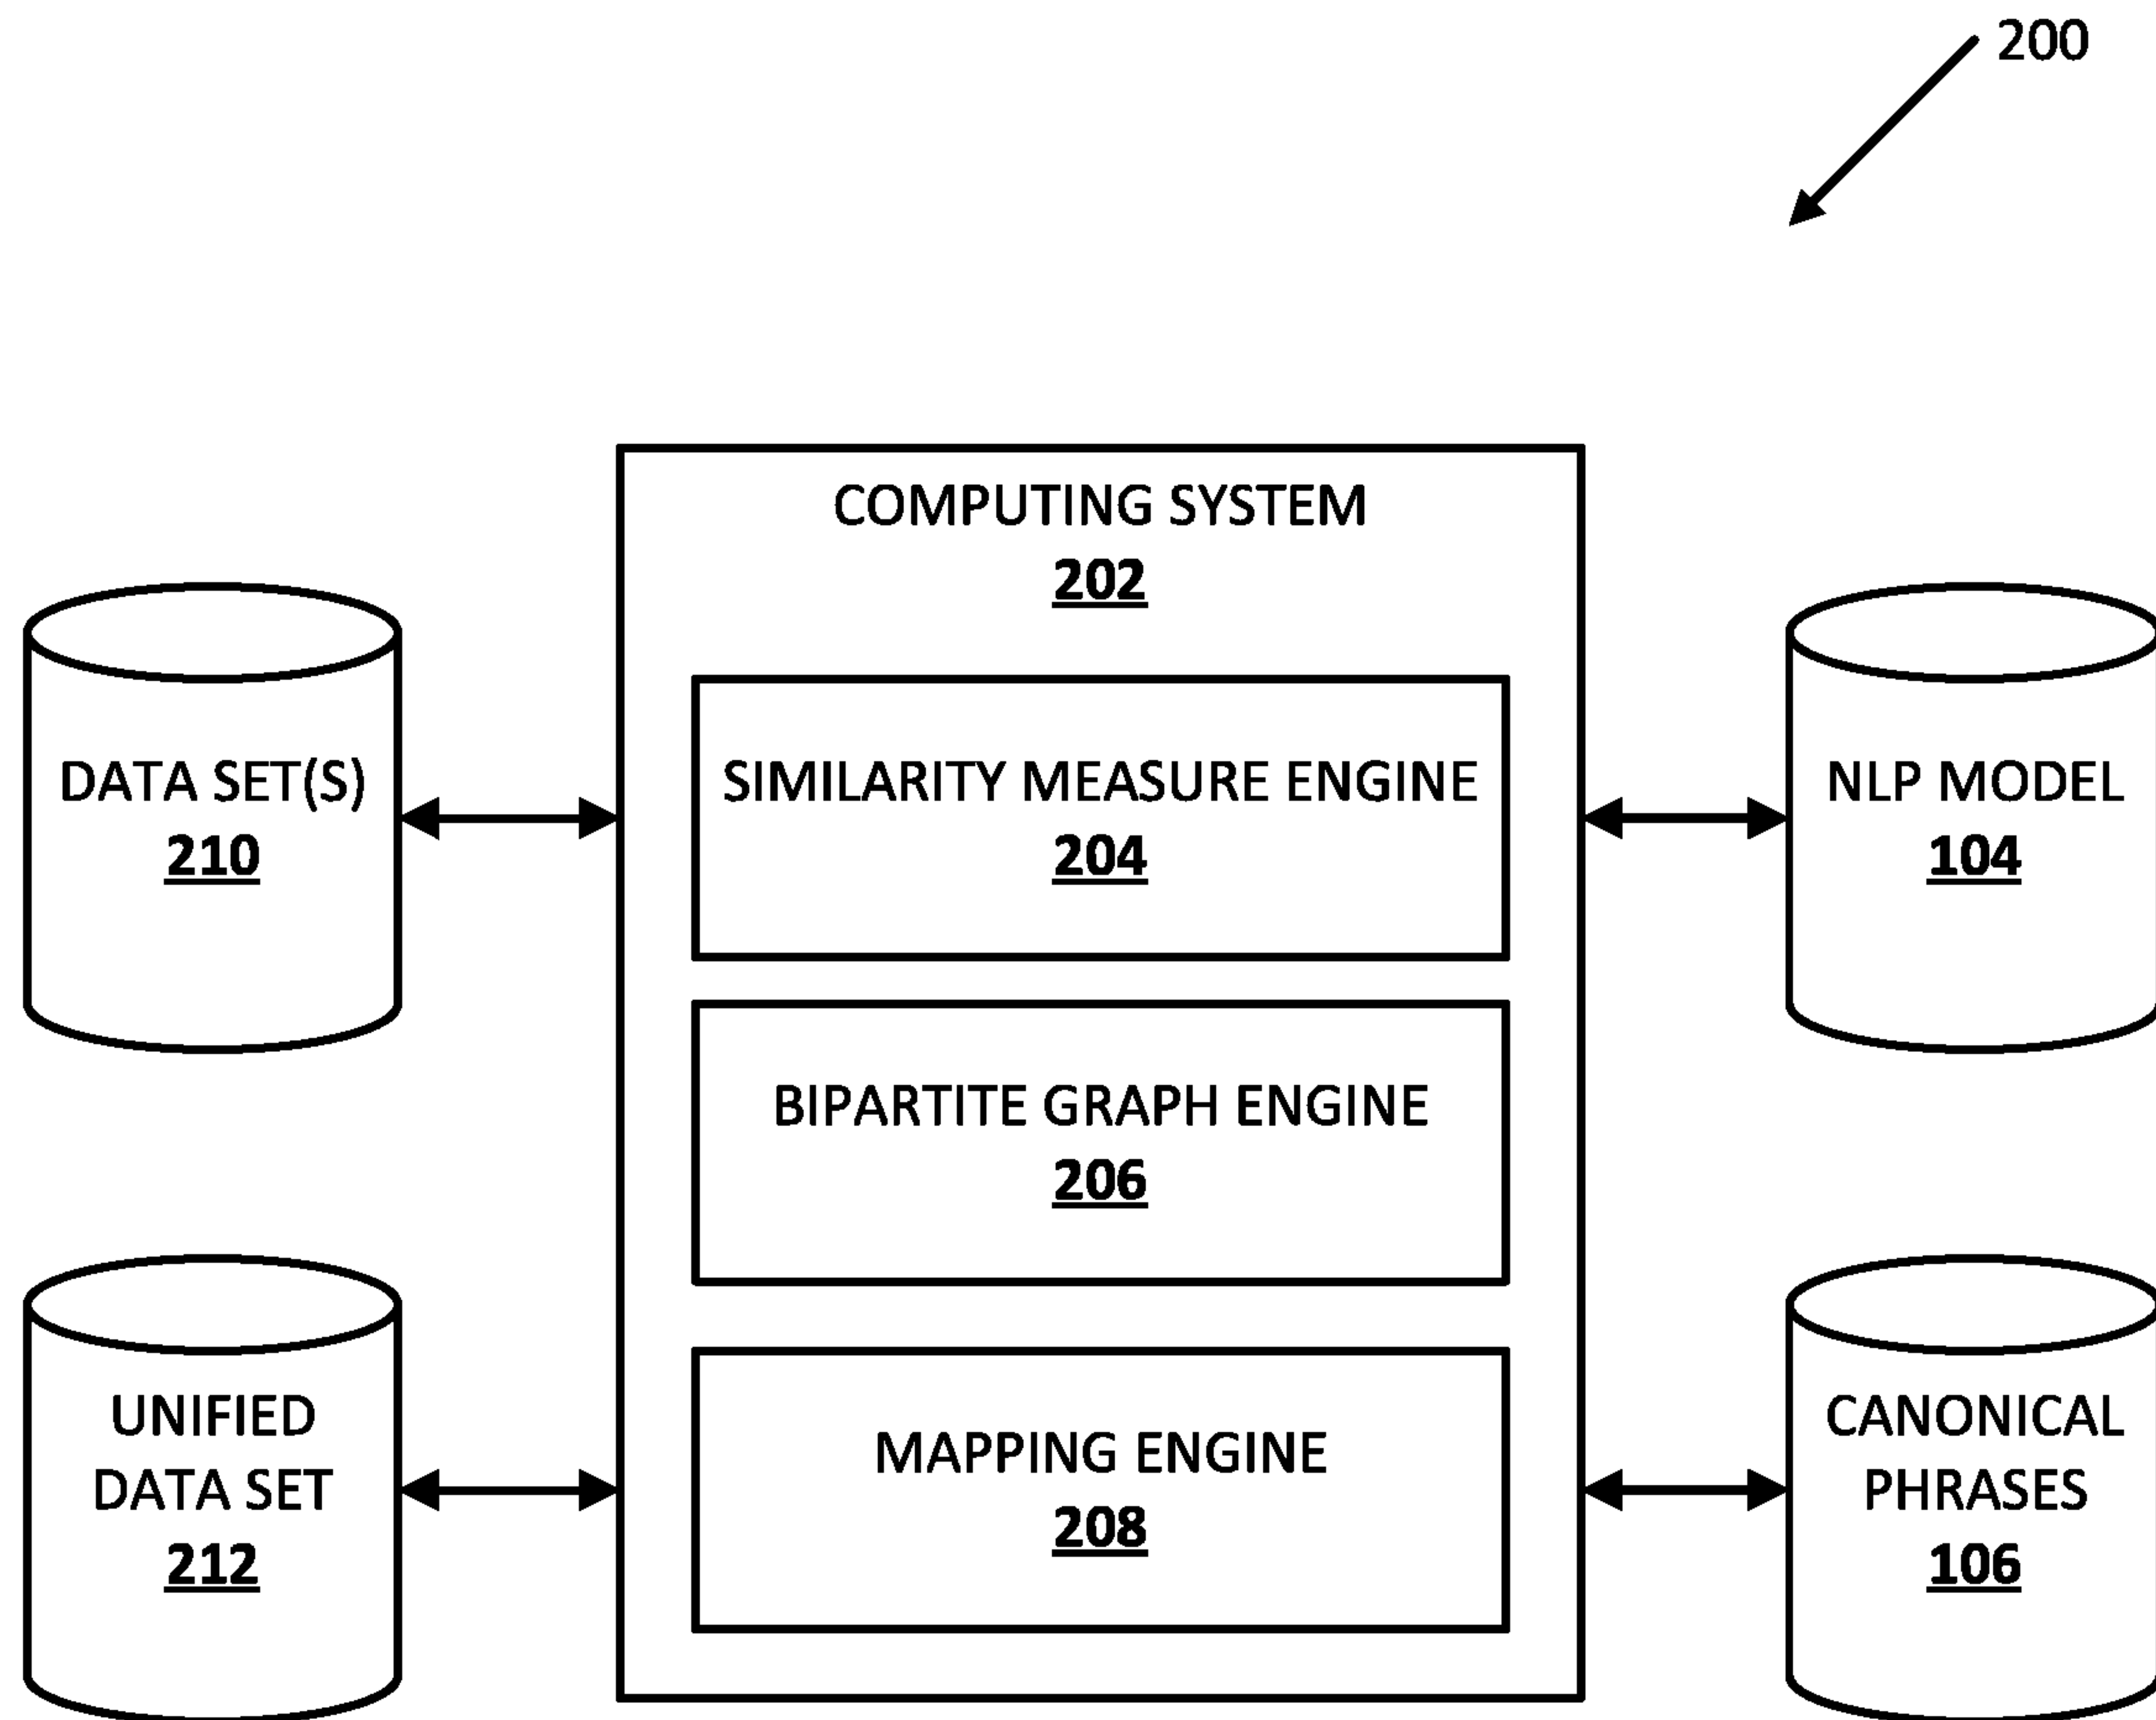 200
COMPUTING SYSTEM
202
DATA SET(S)
210
SIMILARITY MEASURE ENGINE
204
NLP MODEL
104
BIPARTITE GRAPH ENGINE
206
UNIFIED
DATA SET
212
MAPPING ENGINE
208
CANONICAL
PHRASES
106